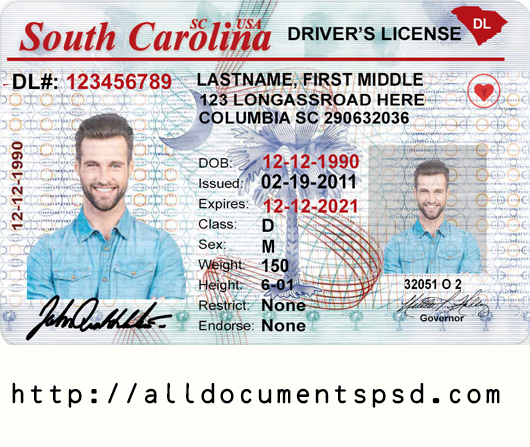 SC USA
South Carolina DRIVER'S LICENSE DL
DL#: 123456789
LASTNAME, FIRST MIDDLE
123 LONGASSROAD HERE
COLUMBIA SC 290632036
12-12-1990
DOB: 12-12-1990
Issued: 02-19-2011
Expires: 12-12-2021
Class: D
Sex: M
Weight: 150
Height: 6-01
Restrict: None
Endorse: None
32051 O 2
Governor
http://alldocumentspsd.com